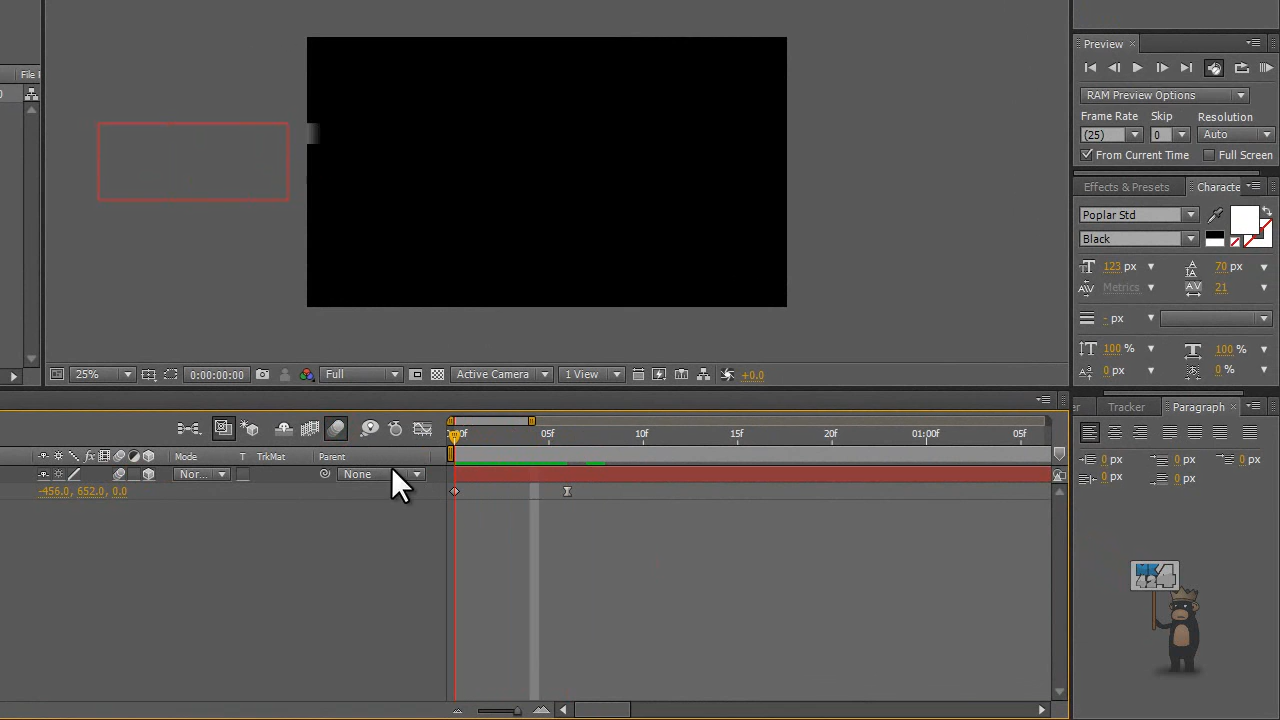 Preview
File
RAM Preview Options
Frame Rate Skip Resolution
(25) 0 Auto
From Current Time Full Screen
Effects & Presets Characte
Poplar Std
Black
123 px 70 px
Metrics 21
- px
100 % 100 %
0 px 0 %
25% 0:00:00:00 Full Active Camera 1 View +0.0
Tracker Paragraph
05f 10f 15f 20f 01:00f 05f
fx Mode T TrkMat Parent
Nor... None
-456.0, 652.0, 0.0
0 px 0 px 0 px
0 px 0 px